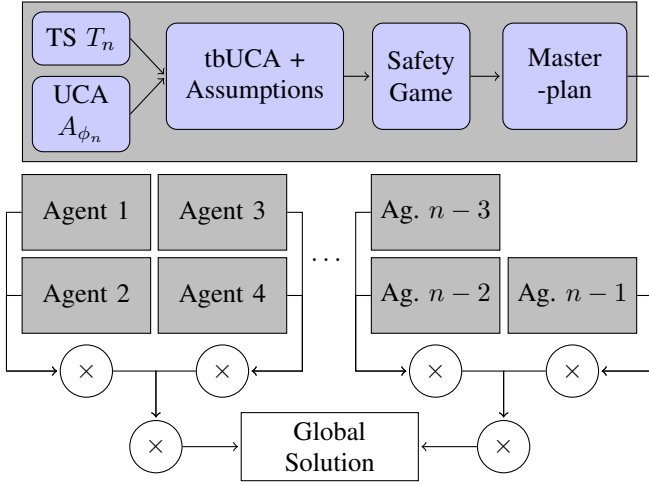 TS $T_n$
UCA
$A_{\phi_n}$
tbUCA +
Assumptions
Safety
Game
Master
-plan
Agent 1
Agent 3
Ag. $n-3$
Agent 2
Agent 4
...
Ag. $n-2$
Ag. $n-1$
×
×
×
×
×
Global
Solution
×